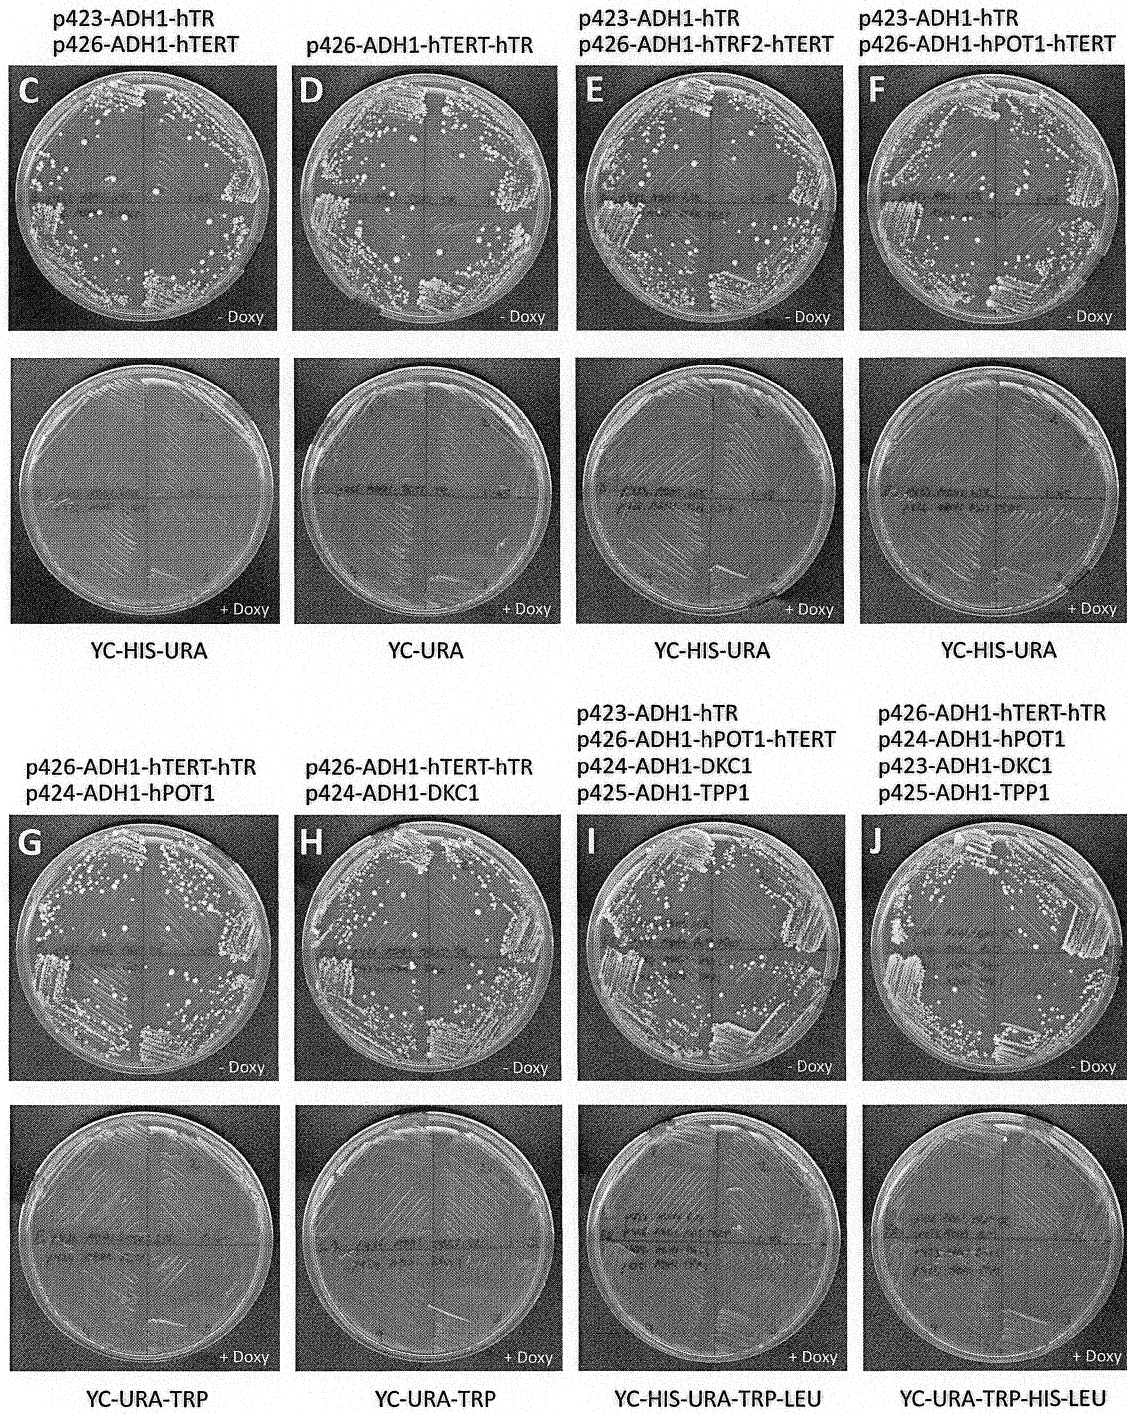 p423-ADH1-hTR
p426-ADH1-hTERT
p426-ADH1-hTERT-hTR
p423-ADH1-hTR
p426-ADH1-hTRF2-hTERT
p423-ADH1-hTR
p426-ADH1-hPOT1-hTERT
C
D
E
F
- Doxy
- Doxy
- Doxy
- Doxy
+ Doxy
+ Doxy
+ Doxy
+ Doxy
YC-HIS-URA
YC-URA
YC-HIS-URA
YC-HIS-URA
p426-ADH1-hTERT-hTR
p424-ADH1-hPOT1
p426-ADH1-hTERT-hTR
p424-ADH1-DKC1
p423-ADH1-hTR
p426-ADH1-hPOT1-hTERT
p424-ADH1-DKC1
p425-ADH1-TPP1
p426-ADH1-hTERT-hTR
p424-ADH1-hPOT1
p423-ADH1-DKC1
p425-ADH1-TPP1
G
H
I
J
- Doxy
- Doxy
- Doxy
- Doxy
+ Doxy
+ Doxy
+ Doxy
+ Doxy
YC-URA-TRP
YC-URA-TRP
YC-HIS-URA-TRP-LEU
YC-URA-TRP-HIS-LEU